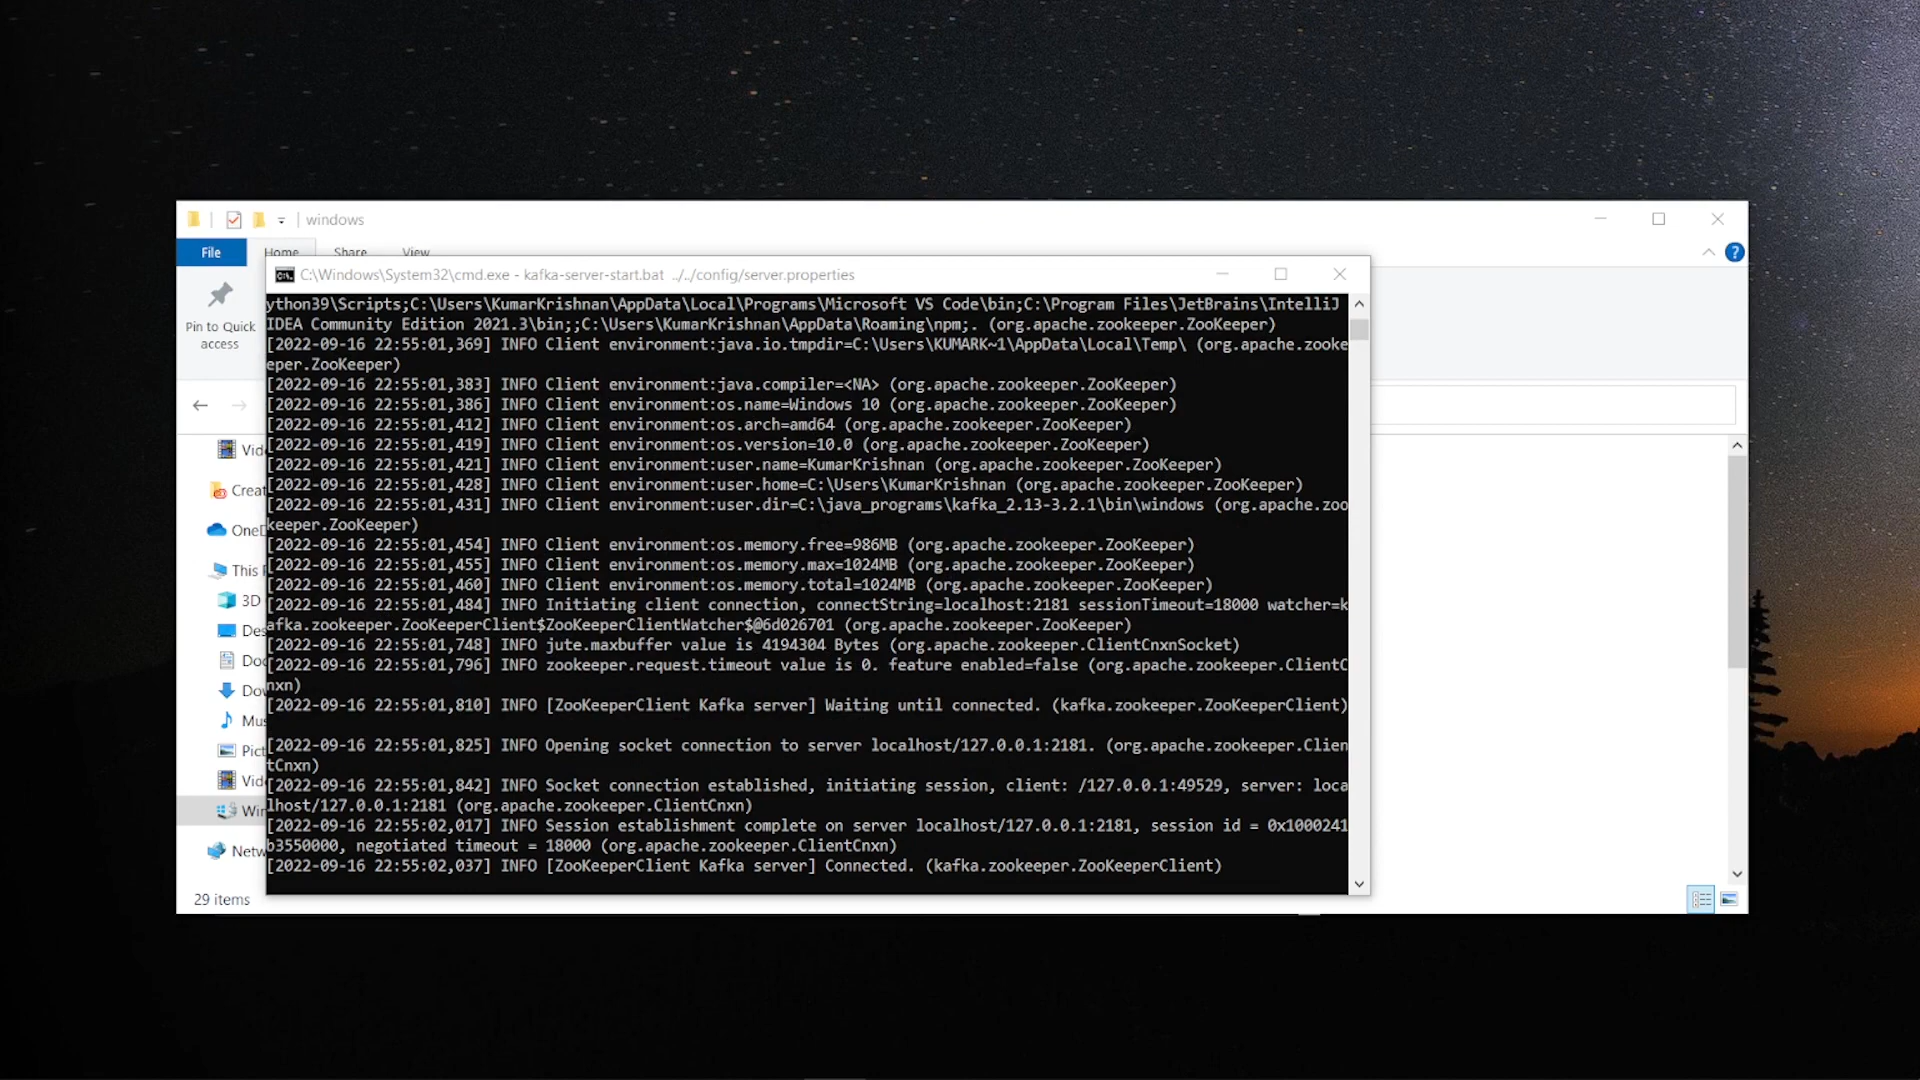 windows
File
Home
Share
View
C:\Windows\System32\cmd.exe - kafka-server-start.bat ../../config/server.properties
Pin to Quick
access
ython39\Scripts;C:\Users\KumarKrishnan\AppData\Local\Programs\Microsoft VS Code\bin;C:\Program Files\JetBrains\IntelliJ
IDEA Community Edition 2021.3\bin;;C:\Users\KumarKrishnan\AppData\Roaming\npm;. (org.apache.zookeeper.ZooKeeper)
[2022-09-16 22:55:01,369] INFO Client environment:java.io.tmpdir=C:\Users\KUMARK~1\AppData\Local\Temp\ (org.apache.zooke
eper.ZooKeeper)
[2022-09-16 22:55:01,383] INFO Client environment:java.compiler=<NA> (org.apache.zookeeper.ZooKeeper)
[2022-09-16 22:55:01,386] INFO Client environment:os.name=Windows 10 (org.apache.zookeeper.ZooKeeper)
[2022-09-16 22:55:01,412] INFO Client environment:os.arch=amd64 (org.apache.zookeeper.ZooKeeper)
[2022-09-16 22:55:01,419] INFO Client environment:os.version=10.0 (org.apache.zookeeper.ZooKeeper)
[2022-09-16 22:55:01,421] INFO Client environment:user.name=KumarKrishnan (org.apache.zookeeper.ZooKeeper)
[2022-09-16 22:55:01,428] INFO Client environment:user.home=C:\Users\KumarKrishnan (org.apache.zookeeper.ZooKeeper)
[2022-09-16 22:55:01,431] INFO Client environment:user.dir=C:\java_programs\kafka_2.13-3.2.1\bin\windows (org.apache.zoo
keeper.ZooKeeper)
[2022-09-16 22:55:01,454] INFO Client environment:os.memory.free=986MB (org.apache.zookeeper.ZooKeeper)
[2022-09-16 22:55:01,455] INFO Client environment:os.memory.max=1024MB (org.apache.zookeeper.ZooKeeper)
[2022-09-16 22:55:01,460] INFO Client environment:os.memory.total=1024MB (org.apache.zookeeper.ZooKeeper)
[2022-09-16 22:55:01,484] INFO Initiating client connection, connectString=localhost:2181 sessionTimeout=18000 watcher=k
afka.zookeeper.ZooKeeperClient$ZooKeeperClientWatcher$@6d026701 (org.apache.zookeeper.ZooKeeper)
[2022-09-16 22:55:01,748] INFO jute.maxbuffer value is 4194304 Bytes (org.apache.zookeeper.ClientCnxnSocket)
[2022-09-16 22:55:01,796] INFO zookeeper.request.timeout value is 0. feature enabled=false (org.apache.zookeeper.ClientC
nxn)
[2022-09-16 22:55:01,810] INFO [ZooKeeperClient Kafka server] Waiting until connected. (kafka.zookeeper.ZooKeeperClient)
[2022-09-16 22:55:01,825] INFO Opening socket connection to server localhost/127.0.0.1:2181. (org.apache.zookeeper.Clien
tCnxn)
[2022-09-16 22:55:01,842] INFO Socket connection established, initiating session, client: /127.0.0.1:49529, server: loca
lhost/127.0.0.1:2181 (org.apache.zookeeper.ClientCnxn)
[2022-09-16 22:55:02,017] INFO Session establishment complete on server localhost/127.0.0.1:2181, session id = 0x1000241
b3550000, negotiated timeout = 18000 (org.apache.zookeeper.ClientCnxn)
[2022-09-16 22:55:02,037] INFO [ZooKeeperClient Kafka server] Connected. (kafka.zookeeper.ZooKeeperClient)
Vid
Creat
OneD
This
3D
Des
Doc
Dow
Mus
Pict
Vid
Win
Netw
29 items